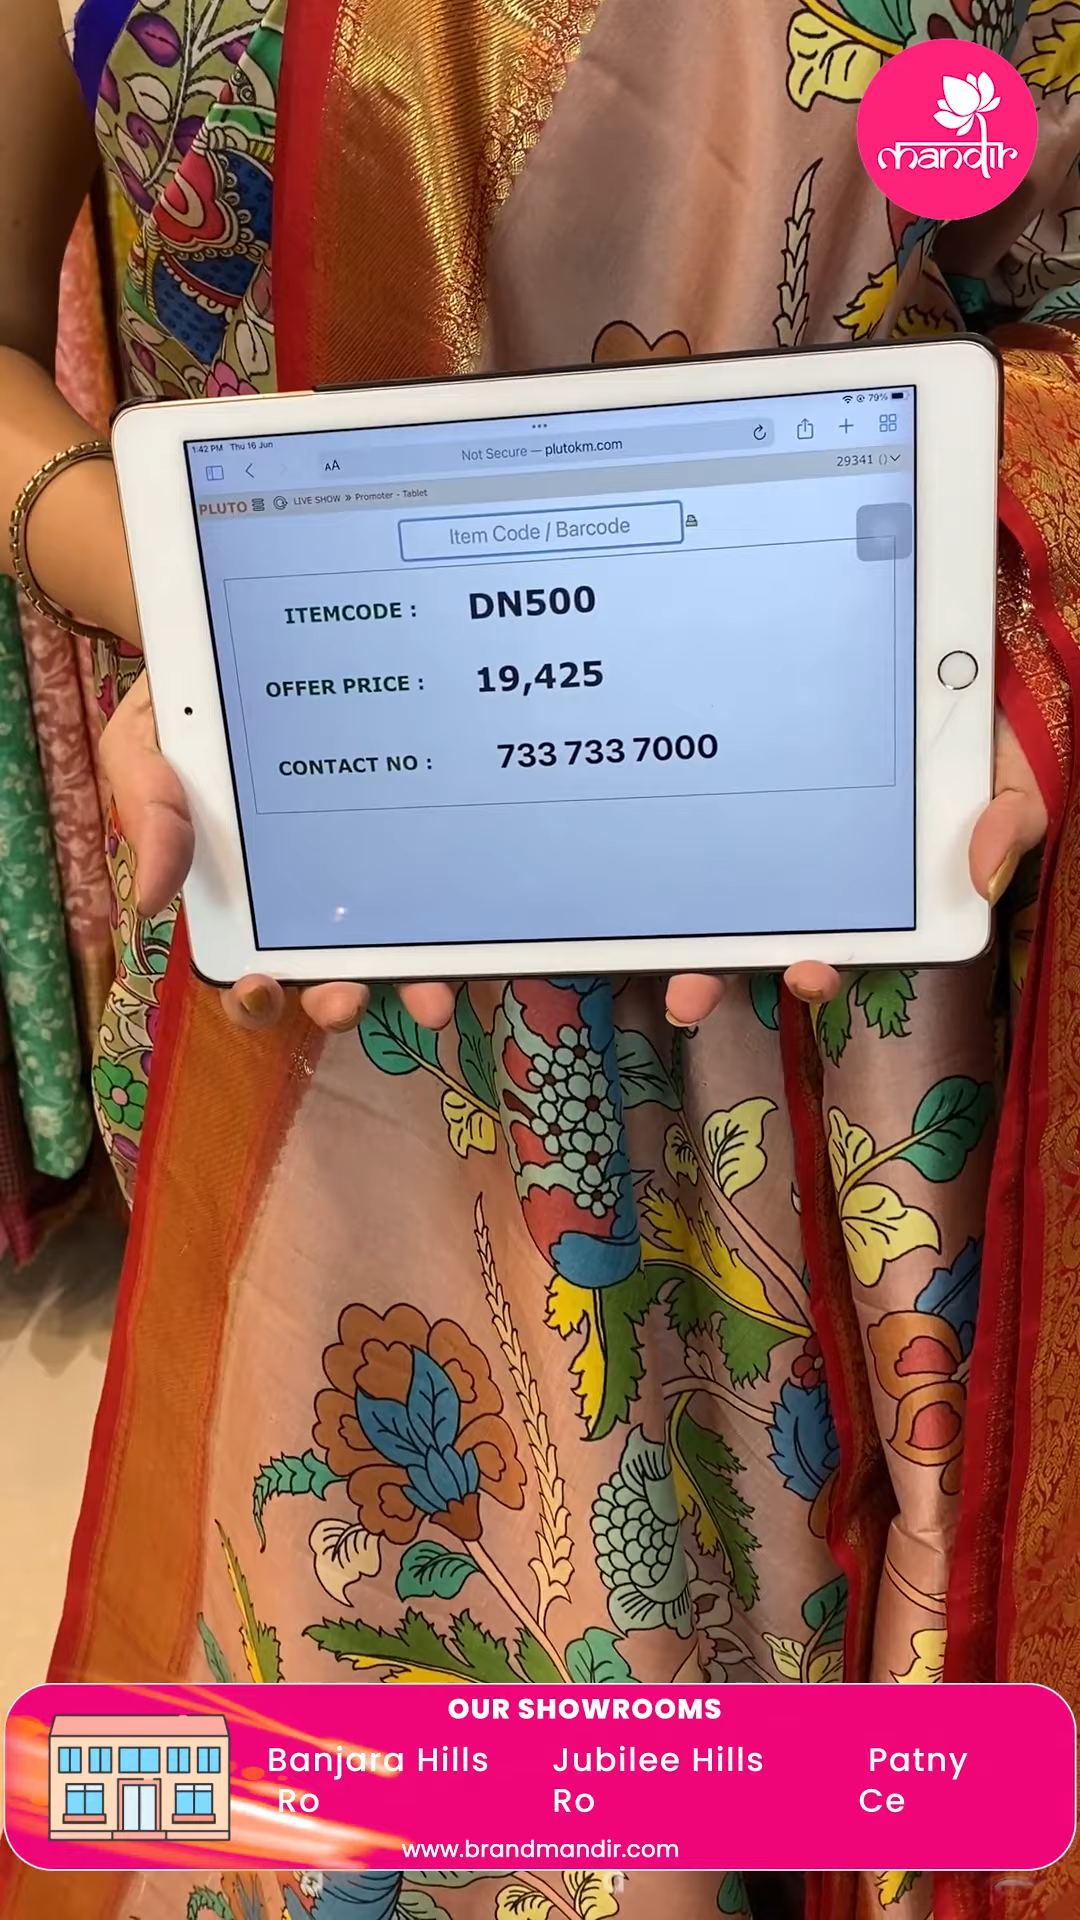 mandir
1:42 PM Thu 16 Jun
79%
AA
Not Secure — plutokm.com
PLUTO
LIVE SHOW » Promoter - Tablet
29341 ()
Item Code / Barcode
ITEMCODE : DN500
OFFER PRICE : 19,425
CONTACT NO : 733 733 7000
OUR SHOWROOMS
Banjara Hills Jubilee Hills Patny
Ro Ro Ce
www.brandmandir.com